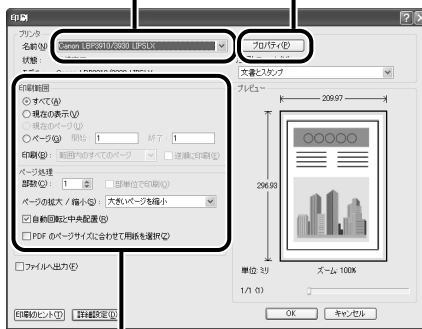 印刷
プリンタ
名前(N): Canon LBP3910/3930 LIPSLX プロパティ(P)
状態:
文書とスタンプ
印刷範囲
すべて(A)
現在の表示(V)
現在のページ(U)
ページ(G) 開始 1 終了 1
印刷(B): 範囲内のすべてのページ 逆順に印刷(E)
ページ処理
部数(C): 1 部単位で印刷(O)
ページの拡大 / 縮小(S): 大きいページを縮小
自動回転と中央配置(R)
PDF のページサイズに合わせて用紙を選択(Z)
ファイルへ出力(F)
プレビュー
209.97
296.93
単位: ミリ ズーム: 100%
1/1 (1)
印刷のヒント(T) 詳細設定(D) OK キャンセル